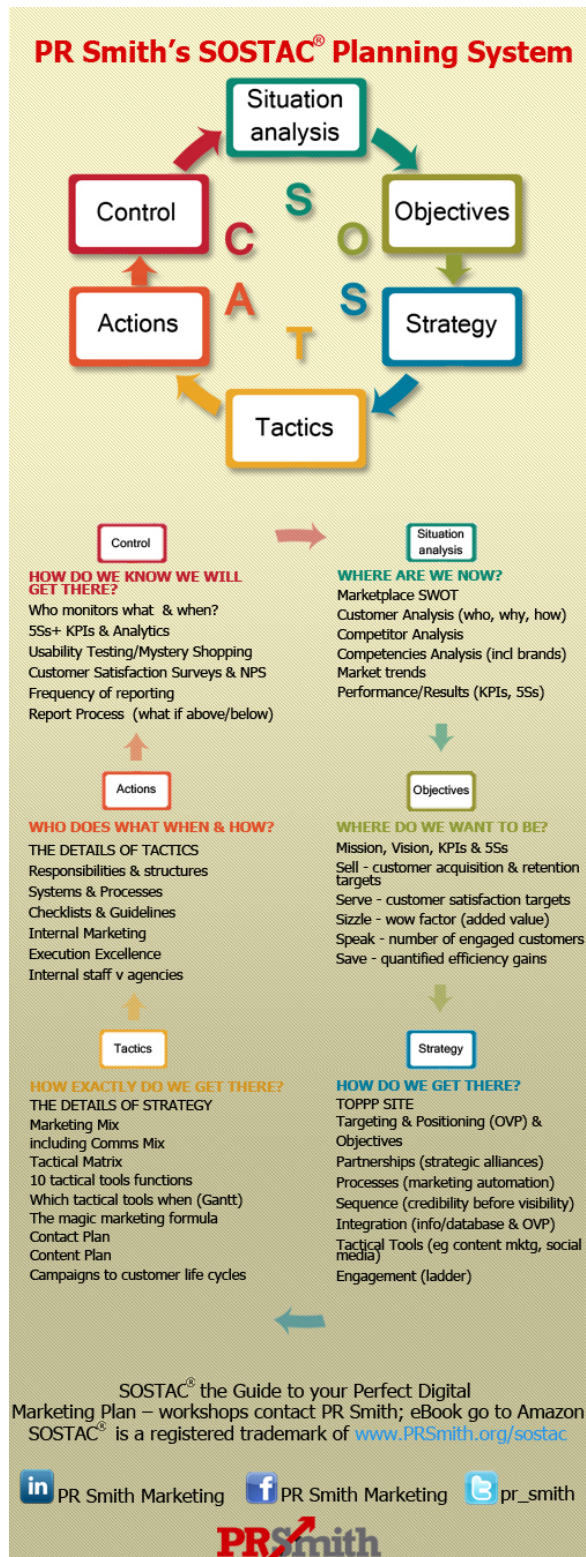 PR Smith's SOSTAC® Planning System
Situation
analysis
Control
Objectives
S
C
O
A
S
T
Actions
Strategy
Tactics
Control
HOW DO WE KNOW WE WILL
GET THERE?
Who monitors what & when?
5Ss+ KPIs & Analytics
Usability Testing/Mystery Shopping
Customer Satisfaction Surveys & NPS
Frequency of reporting
Report Process (what if above/below)
Situation
analysis
WHERE ARE WE NOW?
Marketplace SWOT
Customer Analysis (who, why, how)
Competitor Analysis
Competencies Analysis (incl brands)
Market trends
Performance/Results (KPIs, 5Ss)
Actions
WHO DOES WHAT WHEN & HOW?
THE DETAILS OF TACTICS
Responsibilities & structures
Systems & Processes
Checklists & Guidelines
Internal Marketing
Execution Excellence
Internal staff v agencies
Objectives
WHERE DO WE WANT TO BE?
Mission, Vision, KPIs & 5Ss
Sell - customer acquisition & retention
targets
Serve - customer satisfaction targets
Sizzle - wow factor (added value)
Speak - number of engaged customers
Save - quantified efficiency gains
Tactics
HOW EXACTLY DO WE GET THERE?
THE DETAILS OF STRATEGY
Marketing Mix
including Comms Mix
Tactical Matrix
10 tactical tools functions
Which tactical tools when (Gantt)
The magic marketing formula
Contact Plan
Content Plan
Campaigns to customer life cycles
Strategy
HOW DO WE GET THERE?
TOPPP SITE
Targeting & Positioning (OVP) &
Objectives
Partnerships (strategic alliances)
Processes (marketing automation)
Sequence (credibility before visibility)
Integration (info/database & OVP)
Tactical Tools (eg content mktg, social
media)
Engagement (ladder)
SOSTAC® the Guide to your Perfect Digital
Marketing Plan – workshops contact PR Smith; eBook go to Amazon
SOSTAC® is a registered trademark of www.PRSmith.org/sostac
in PR Smith Marketing f PR Smith Marketing t pr_smith
PRSmith